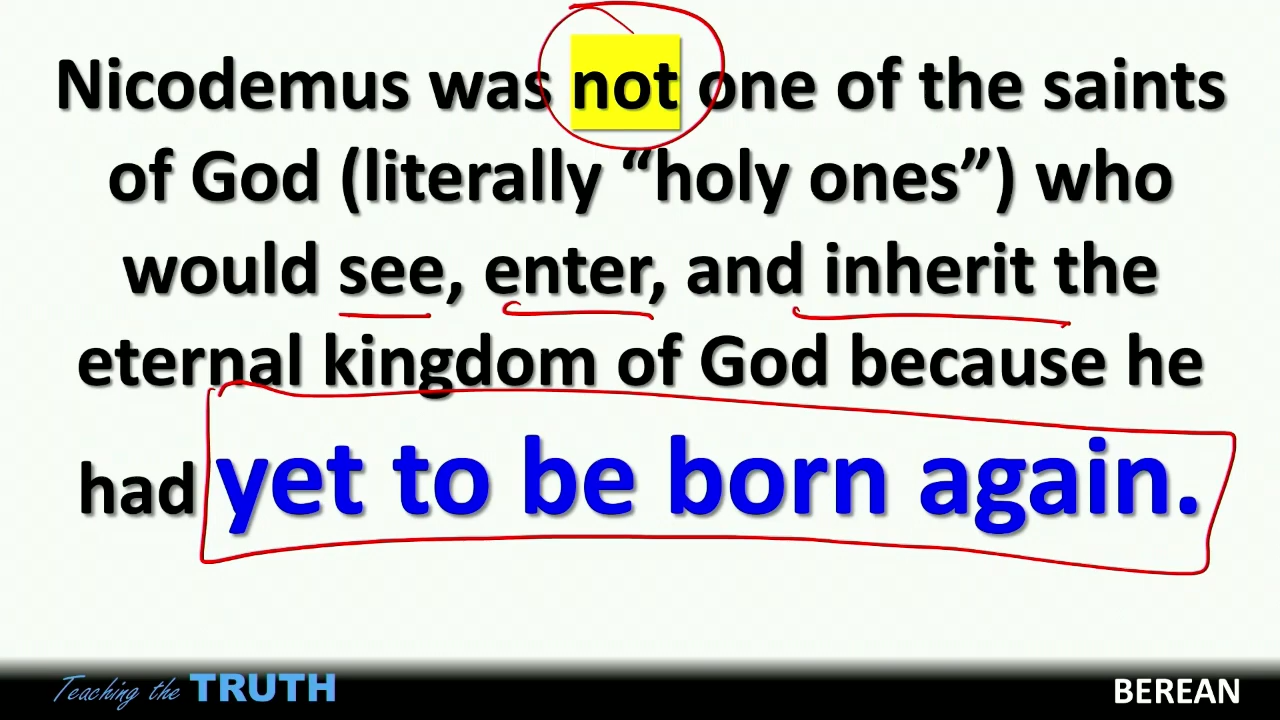 Nicodemus was not one of the saints
of God (literally “holy ones”) who
would see, enter, and inherit the
eternal kingdom of God because he
had yet to be born again.
Teaching the TRUTH
BEREAN